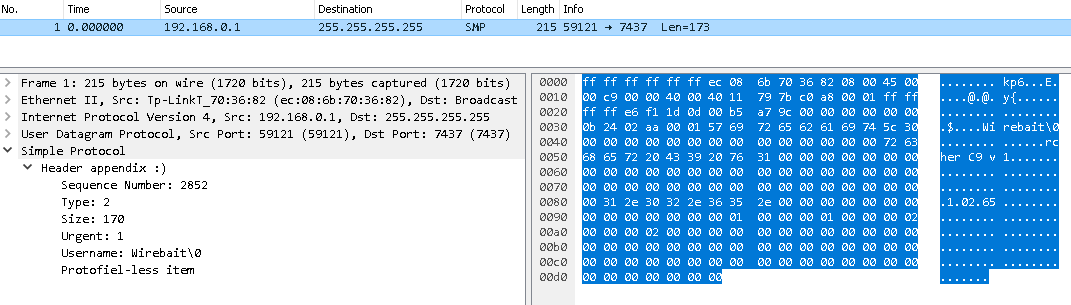 No. Time Source Destination Protocol Length Info
1 0.000000 192.168.0.1 255.255.255.255 SMP 215 59121 → 7437 Len=173
Frame 1: 215 bytes on wire (1720 bits), 215 bytes captured (1720 bits)
Ethernet II, Src: Tp-LinkT_70:36:82 (ec:08:6b:70:36:82), Dst: Broadcast
Internet Protocol Version 4, Src: 192.168.0.1, Dst: 255.255.255.255
User Datagram Protocol, Src Port: 59121 (59121), Dst Port: 7437 (7437)
Simple Protocol
Header appendix :)
Sequence Number: 2852
Type: 2
Size: 170
Urgent: 1
Username: Wirebait\0
Protofiel-less item
0000 ff ff ff ff ff ff ec 08 6b 70 36 82 08 00 45 00 ........ kp6...E.
0010 00 c9 00 00 40 00 40 11 79 7b c0 a8 00 01 ff ff ....@.@. y{......
0020 ff ff e6 f1 1d 0d 00 b5 a7 9c 00 00 00 00 00 00 ........ ........
0030 0b 24 02 aa 00 01 57 69 72 65 62 61 69 74 5c 30 .$....Wi rebait\0
0040 00 00 00 00 00 00 00 00 00 00 00 00 00 00 72 63 ........ ......rc
0050 68 65 72 20 43 39 20 76 31 00 00 00 00 00 00 00 her C9 v 1.......
0060 00 00 00 00 00 00 00 00 00 00 00 00 00 00 00 00 ........ ........
0070 00 00 00 00 00 00 00 00 00 00 00 00 00 00 00 00 ........ ........
0080 00 31 2e 30 32 2e 36 35 2e 00 00 00 00 00 00 00 .1.02.65 ........
0090 00 00 00 00 00 00 00 01 00 00 00 01 00 00 00 02 ........ ........
00a0 00 00 00 02 00 00 00 00 00 00 00 00 00 00 00 00 ........ ........
00b0 00 00 00 00 00 00 00 00 00 00 00 00 00 00 00 00 ........ ........
00c0 00 00 00 00 00 00 00 00 00 00 00 00 00 00 00 00 ........ ........
00d0 00 00 00 00 00 00 00 .......